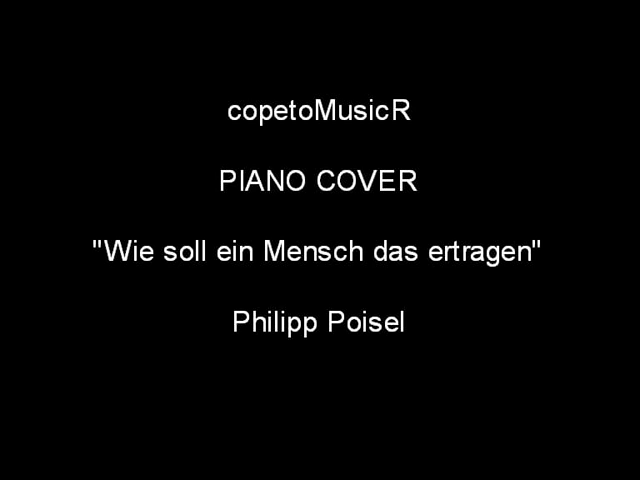 copetoMusicR
PIANO COVER
"Wie soll ein Mensch das ertragen"
Philipp Poisel